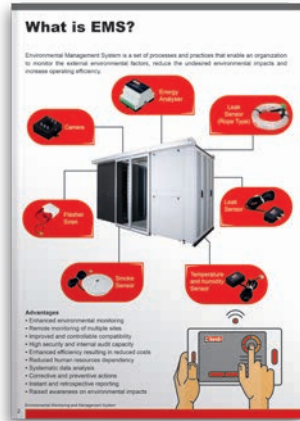 What is EMS?
Environmental Management System is a set of processes and practices that enable an organization
to monitor the external environmental factors, reduce the undesired environmental impacts and
increase operating efficiency.
Energy
Analyser
Leak
Sensor
(Rope Type)
Camera
Flasher
Siren
Leak
Sensor
Smoke
Sensor
Temperature
and humidity
Sensor
Advantages
• Enhanced environmental monitoring
• Remote monitoring of multiple sites
• Improved and controllable compatibility
• High security and internal audit capacity
• Enhanced efficiency resulting in reduced costs
• Reduced human resources dependency
• Systematic data analysis
• Corrective and preventive actions
• Instant and retrospective reporting
• Raised awareness on environmental impacts
Environmental Monitoring and Management System
2